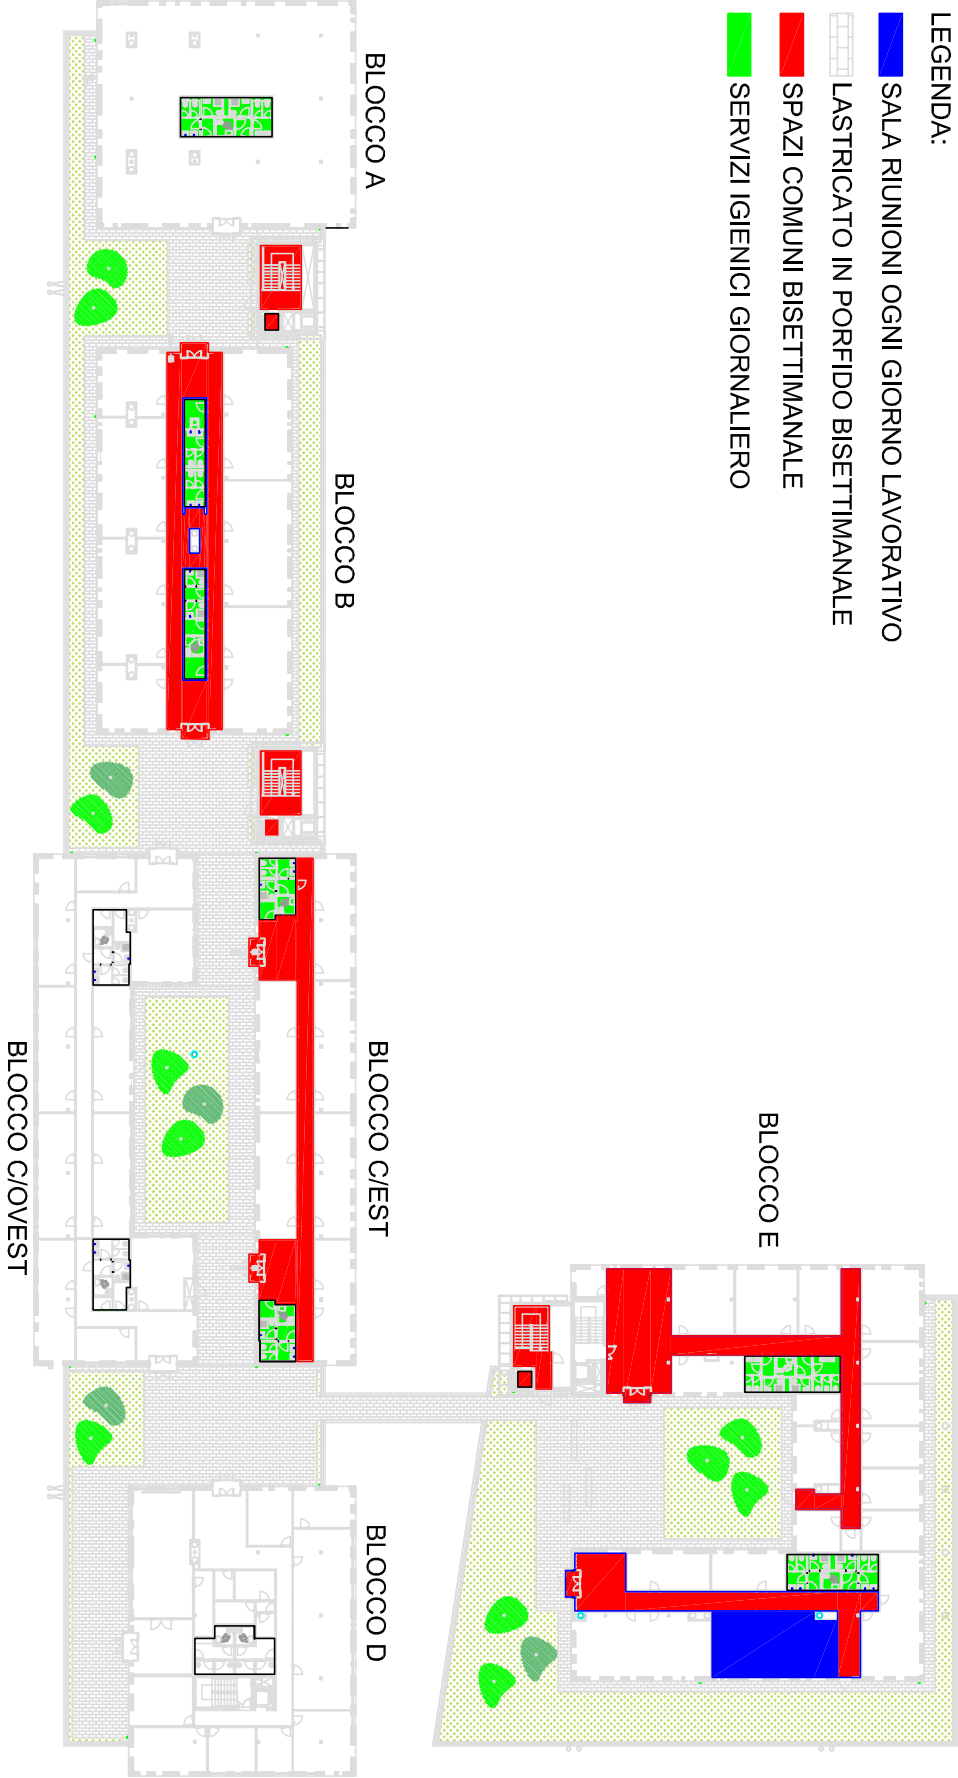 LEGENDA:
SALA RIUNIONI OGNI GIORNO LAVORATIVO
LASTRICATO IN PORFIDO BISETTIMANALE
SPAZI COMUNI BISETTIMANALE
SERVIZI IGIENICI GIORNALIERO
BLOCCO A
BLOCCO B
BLOCCO C/EST
BLOCCO C/OVEST
BLOCCO D
BLOCCO E